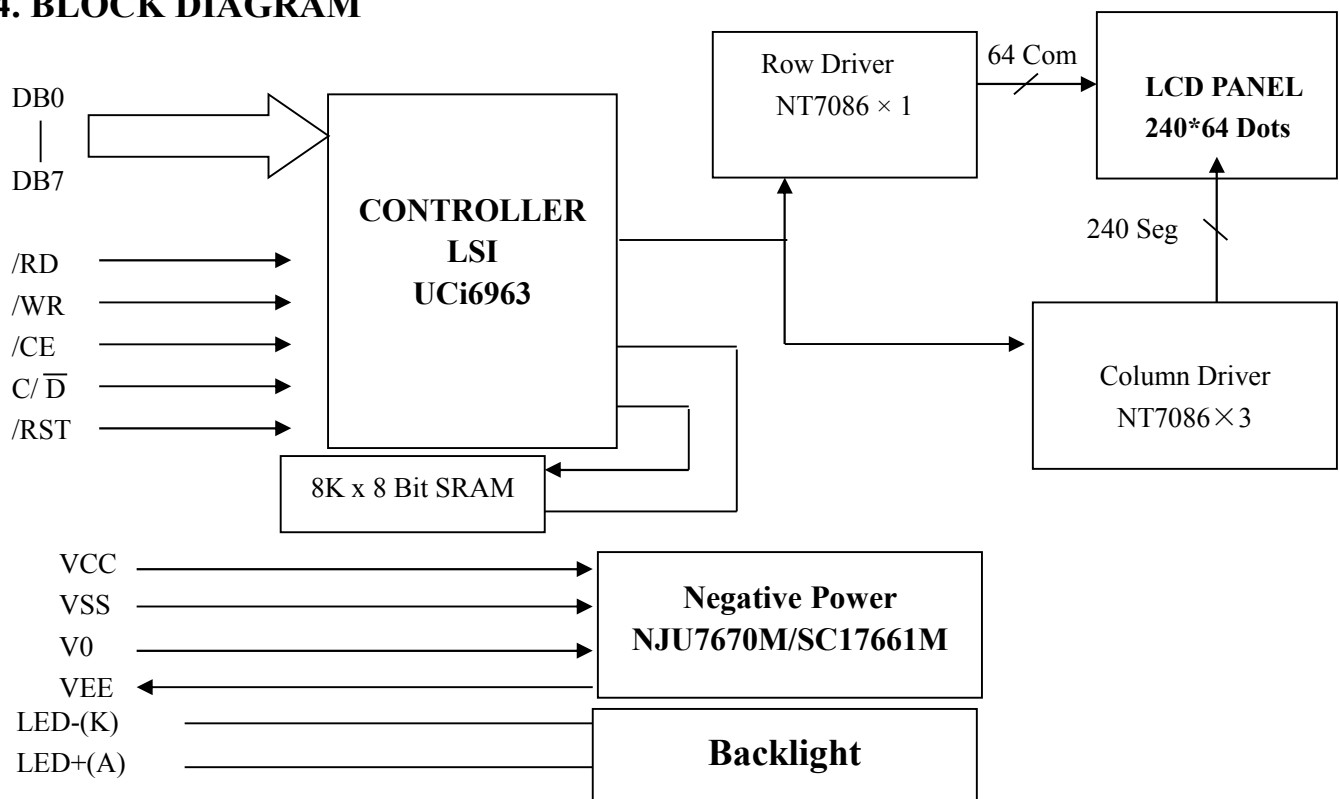 4. BLOCK DIAGRAM
DB0
DB7
/RD
/WR
/CE
C/ D̅
/RST
CONTROLLER
LSI
UCi6963
8K x 8 Bit SRAM
Row Driver
NT7086 × 1
64 Com
LCD PANEL
240*64 Dots
240 Seg
Column Driver
NT7086×3
VCC
VSS
V0
VEE
Negative Power
NJU7670M/SC17661M
LED-(K)
LED+(A)
Backlight